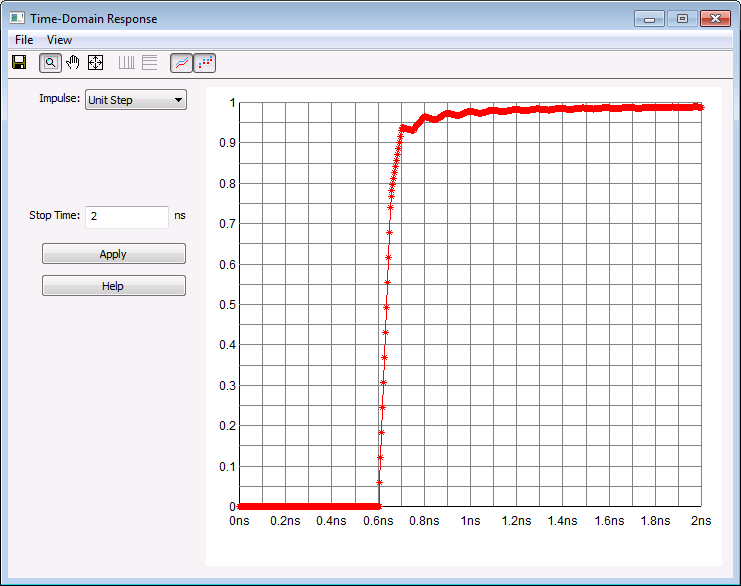 Time-Domain Response
File View
Impulse: Unit Step
Stop Time: 2 ns
Apply
Help
1
0.9
0.8
0.7
0.6
0.5
0.4
0.3
0.2
0.1
0
0ns 0.2ns 0.4ns 0.6ns 0.8ns 1ns 1.2ns 1.4ns 1.6ns 1.8ns 2ns